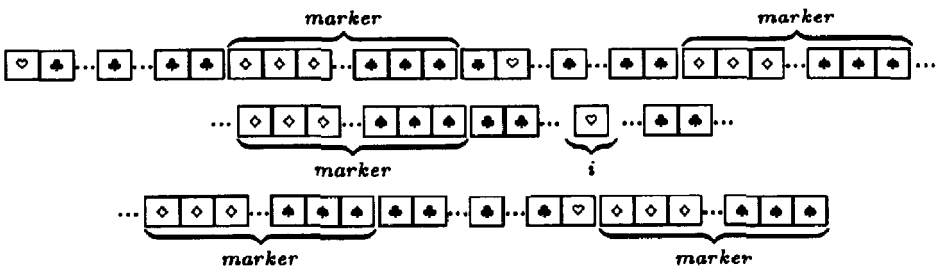 marker marker
♡ ♣ ... ♣ ... ♣ ♣ ♢ ♢ ♢ ... ♠ ♠ ♠ ♣ ♡ ... ♣ ... ♣ ♣ ♢ ♢ ♢ ... ♠ ♠ ♠ ...
... ♢ ♢ ♢ ... ♠ ♠ ♠ ♣ ♣ ... ♡ ... ♣ ♣ ...
marker i
... ♢ ♢ ♢ ... ♠ ♠ ♠ ♣ ♣ ... ♣ ... ♣ ♡ ♢ ♢ ♢ ... ♠ ♠ ♠
marker marker